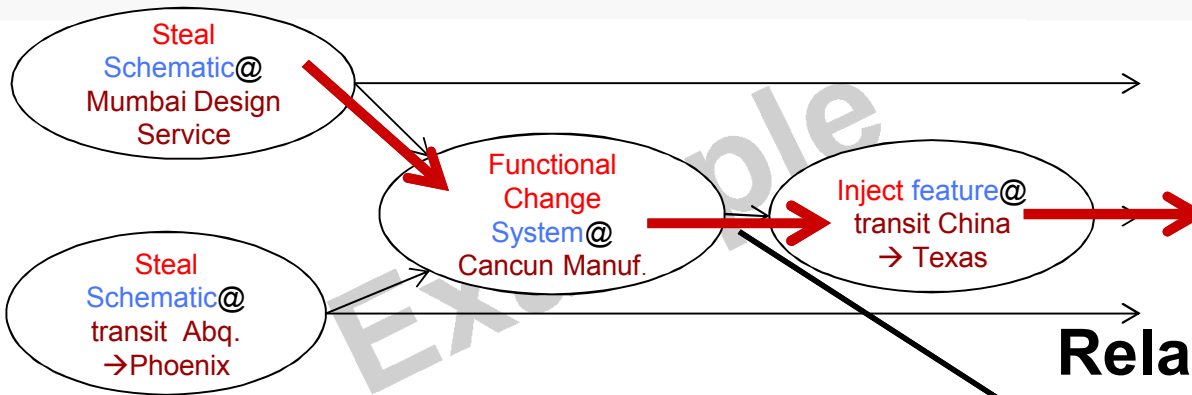 Steal
Schematic@
Mumbai Design
Service
Functional
Change
System@
Cancun Manuf.
Inject feature@
transit China
→ Texas
Steal
Schematic@
transit Abq.
→Phoenix
Example
Rela